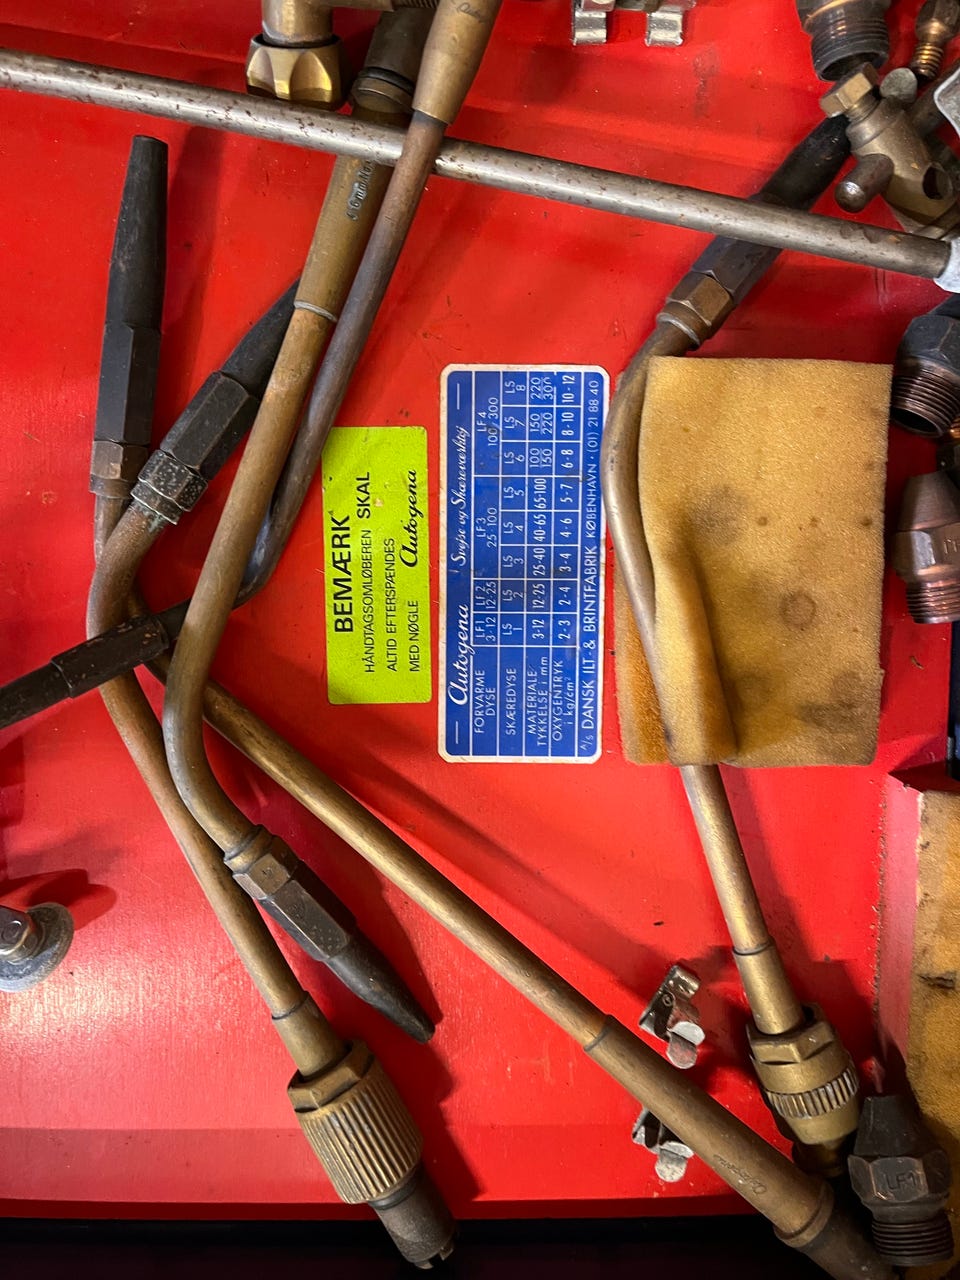 BEMÆRK
HÅNDTAGSOMLØBEREN SKAL
ALTID EFTERSPÆNDES
MED NØGLE Autogena
Autogena Svejse og Skæreværktøj
FORVARME DYSE LF1 3-12 LF2 12-25 LF3 25 100 LF4 100 300
SKÆREDYSE LS 1 LS 2 LS 3 LS 4 LS 5 LS 6 LS 7 LS 8
MATERIALE TYKKELSE i mm 3-12 12-25 25-40 40-65 65-100 100 150 150 220 220 300
OXYGENTRYK i kg/cm² 2-3 2-4 3-4 4-6 5-7 6-8 8-10 10-12
A/S DANSK ILT- & BRINTFABRIK KØBENHAVN · (01) 21 88 40
Autogena
LF1